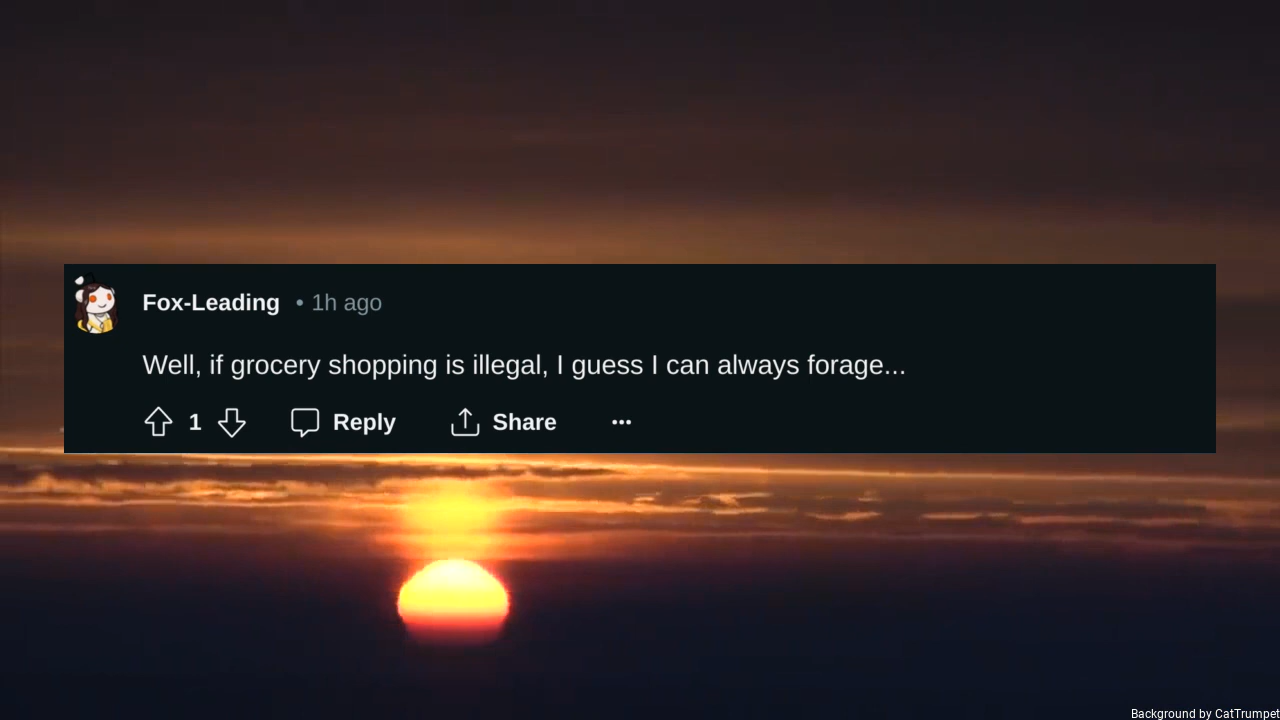 Fox-Leading • 1h ago
Well, if grocery shopping is illegal, I guess I can always forage...
1 Reply Share ...
Background by CatTrumpet